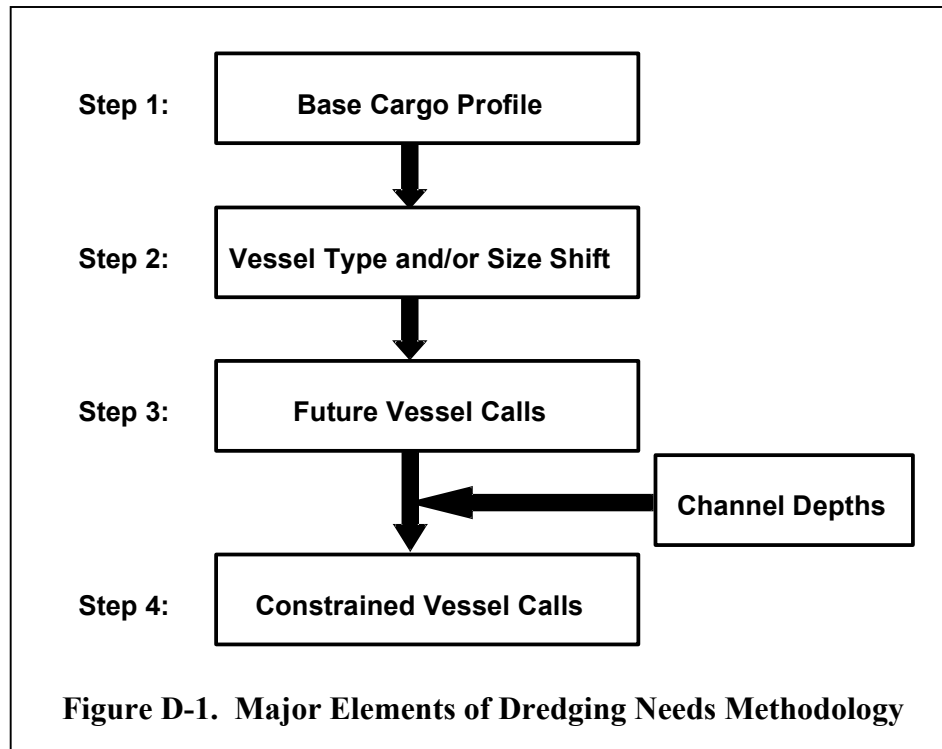 Step 1: Base Cargo Profile
Step 2: Vessel Type and/or Size Shift
Step 3: Future Vessel Calls
Channel Depths
Step 4: Constrained Vessel Calls
Figure D-1. Major Elements of Dredging Needs Methodology